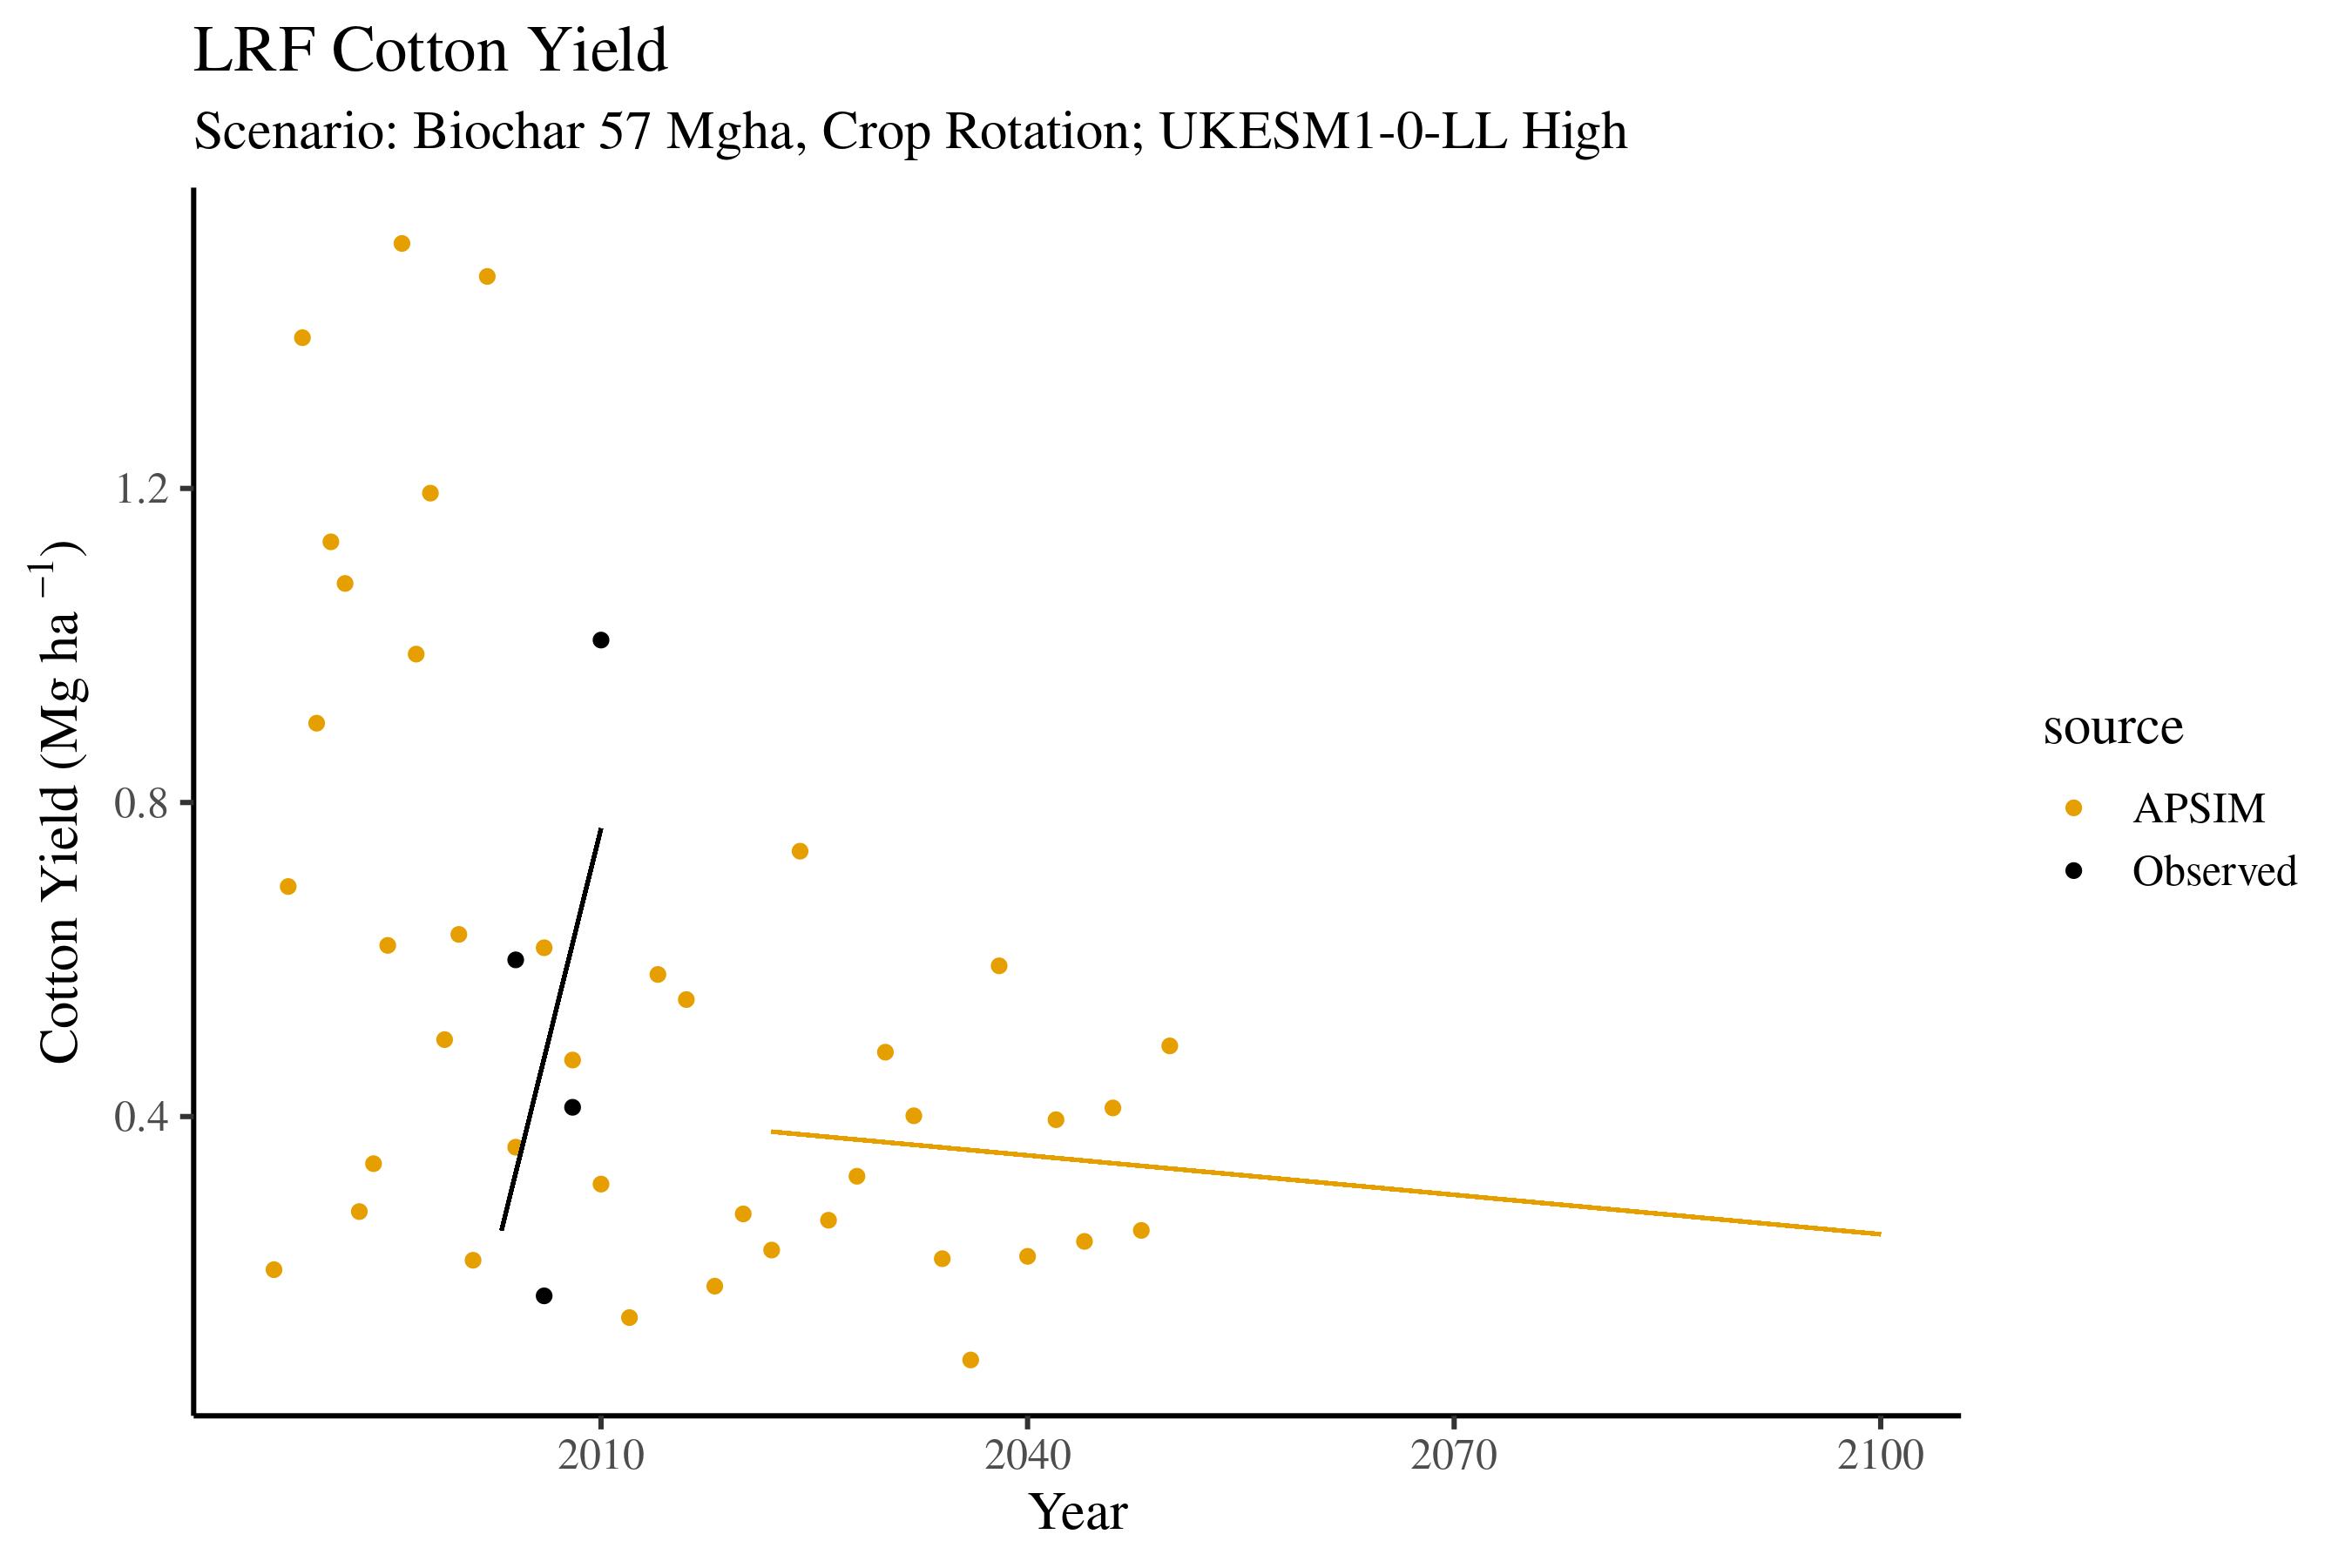 LRF Cotton Yield
Scenario: Biochar 57 Mgha, Crop Rotation; UKESM1-0-LL High
Cotton Yield (Mg ha⁻¹)
1.2
0.8
0.4
2010
2040
2070
2100
Year
source
APSIM
Observed